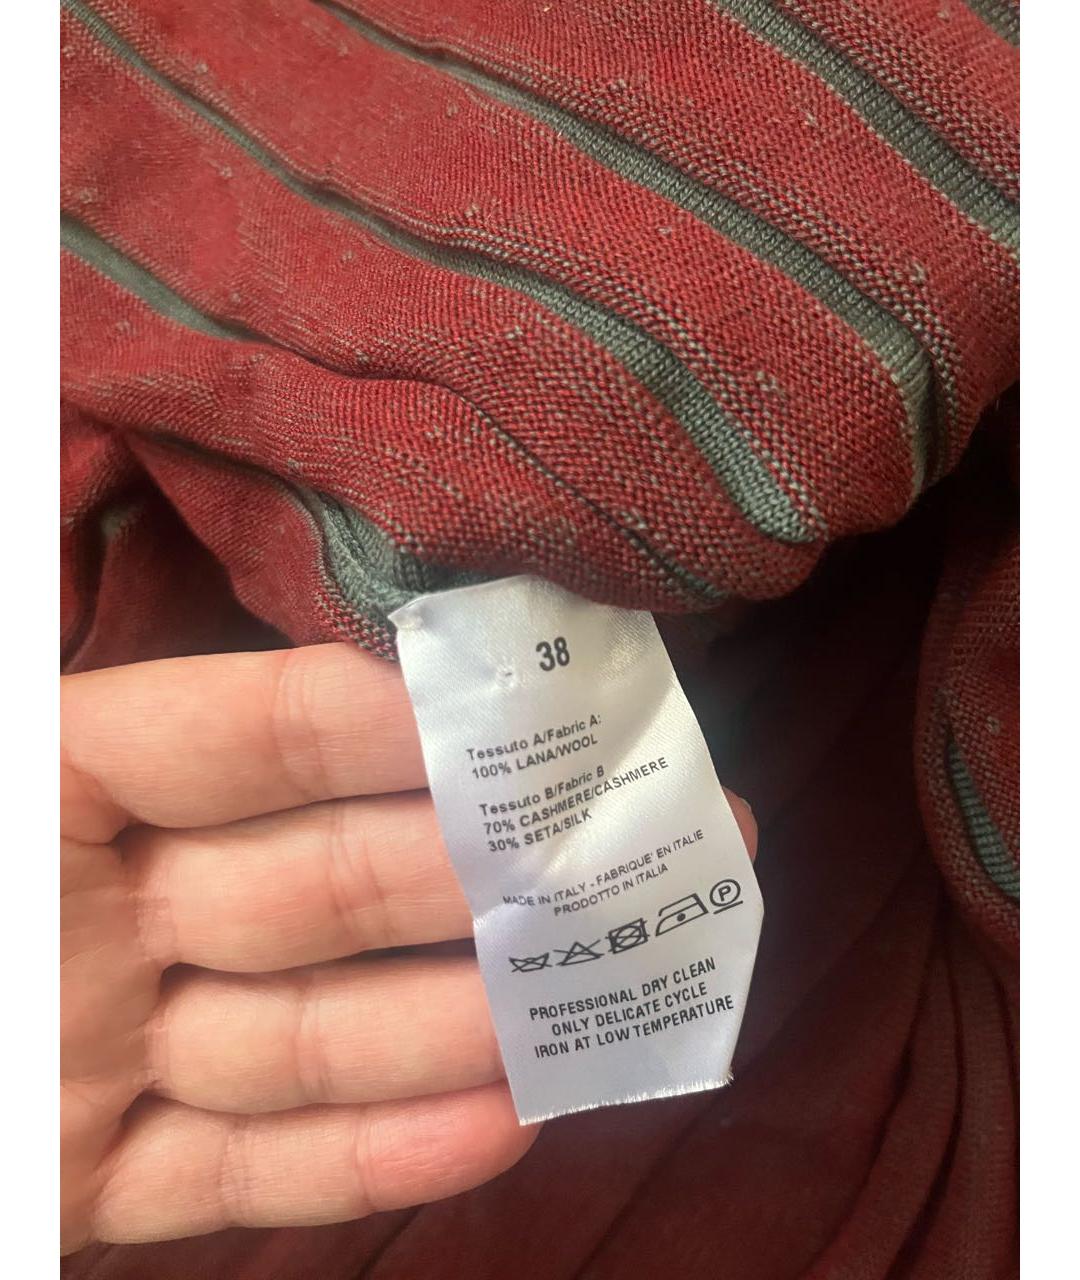 38
Tessuto A/Fabric A:
100% LANA/WOOL
Tessuto B/Fabric B
70% CASHMERE/CASHMERE
30% SETA/SILK
MADE IN ITALY - FABRIQUE' EN ITALIE
PRODOTTO IN ITALIA
P
PROFESSIONAL DRY CLEAN
ONLY DELICATE CYCLE
IRON AT LOW TEMPERATURE